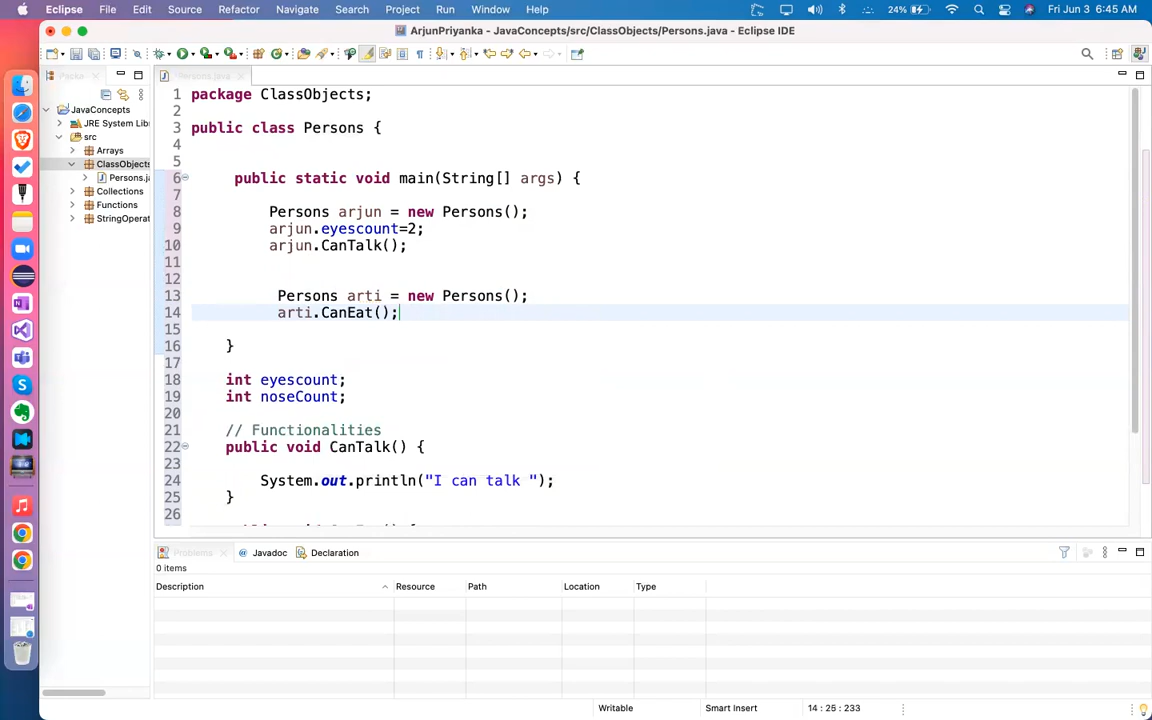 Eclipse File Edit Source Refactor Navigate Search Project Run Window Help 24% Fri Jun 3 6:45 AM
ArjunPriyanka - JavaConcepts/src/ClassObjects/Persons.java - Eclipse IDE
Packa Persons.java
JavaConcepts
JRE System Lib
src
Arrays
ClassObjects
Persons.ja
Collections
Functions
StringOperat
1 package ClassObjects;
2
3 public class Persons {
4
5
6 public static void main(String[] args) {
7
8 Persons arjun = new Persons();
9 arjun.eyescount=2;
10 arjun.CanTalk();
11
12
13 Persons arti = new Persons();
14 arti.CanEat();
15
16 }
17
18 int eyescount;
19 int noseCount;
20
21 // Functionalities
22 public void CanTalk() {
23
24 System.out.println("I can talk ");
25 }
26
Problems @ Javadoc Declaration
0 items
Description Resource Path Location Type
Writable Smart Insert 14 : 25 : 233